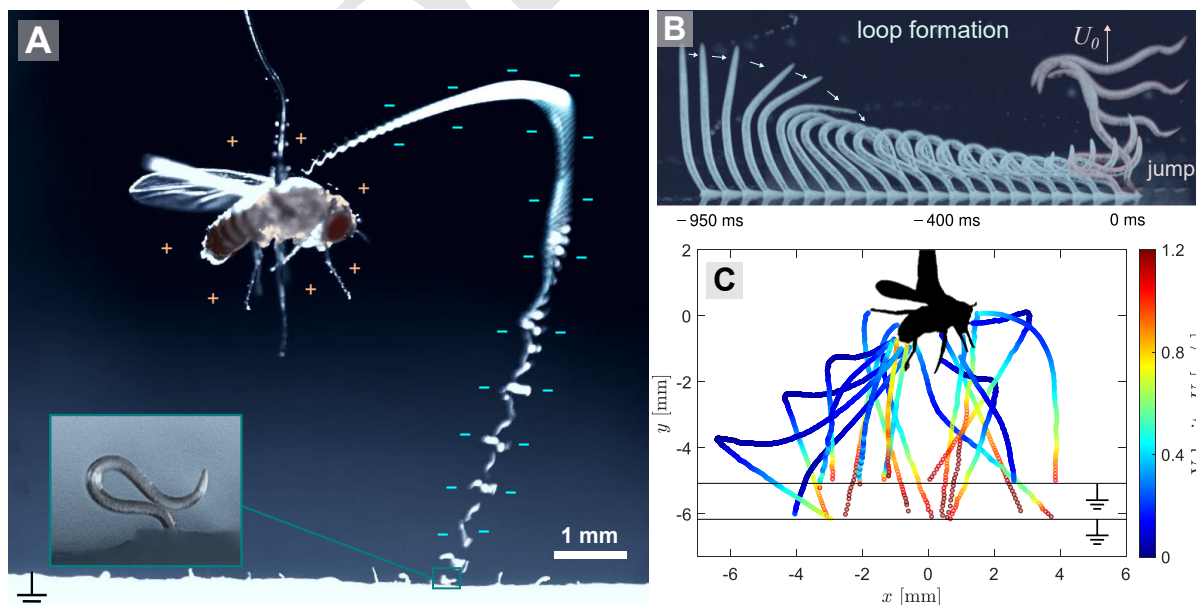 A
1 mm
B
loop formation
U₀
jump
−950 ms
−400 ms
0 ms
C
2
0
-2
-4
-6
y [mm]
-6
-4
-2
0
2
4
6
x [mm]
1.2
0.8
0.4
0